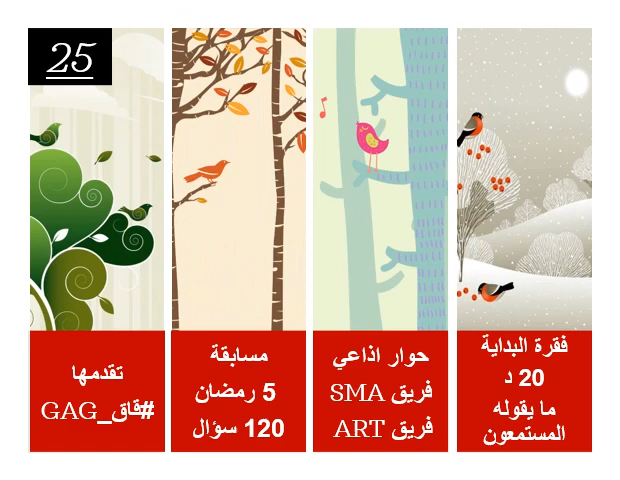 25
فقرة البداية
20 د
ما يقوله
المستمعون
حوار اذاعي
فريق SMA
فريق ART
مسابقة
5 رمضان
120 سؤال
تقدمها
#قاق_GAG